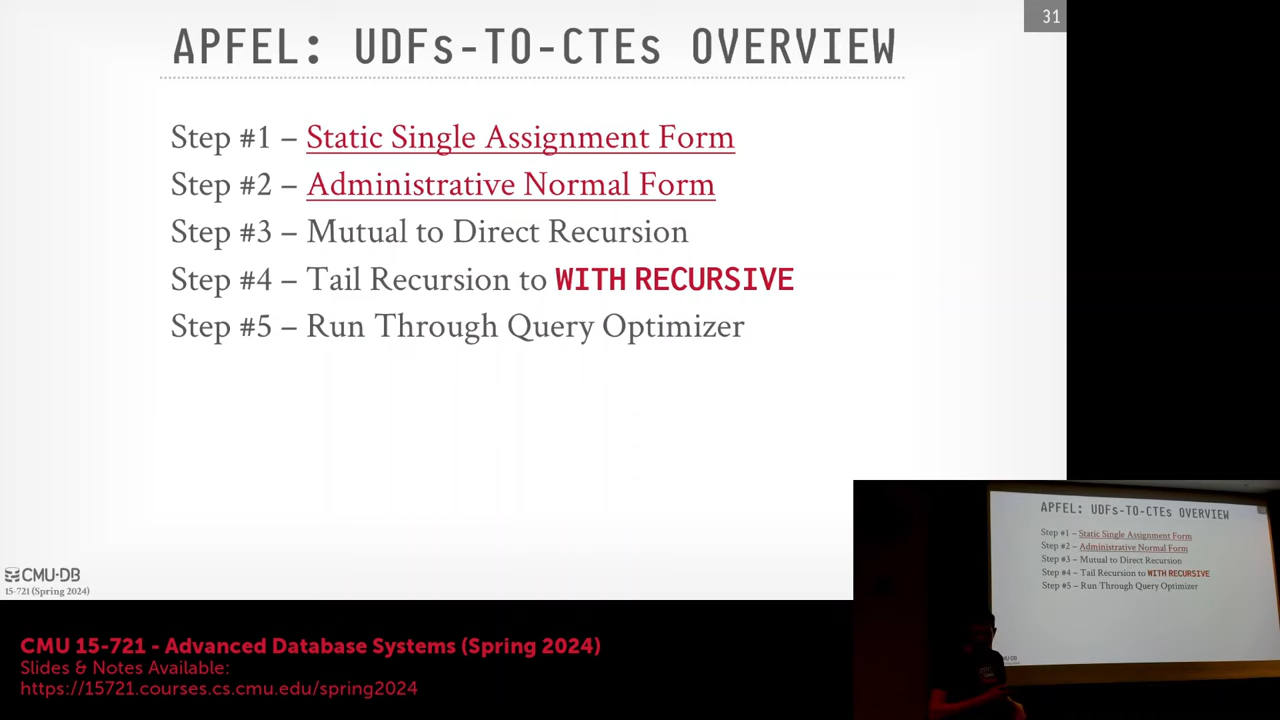 31
APFEL: UDFs-TO-CTEs OVERVIEW
Step #1 – Static Single Assignment Form
Step #2 – Administrative Normal Form
Step #3 – Mutual to Direct Recursion
Step #4 – Tail Recursion to WITH RECURSIVE
Step #5 – Run Through Query Optimizer
CMU·DB
15-721 (Spring 2024)
APFEL: UDFs-TO-CTEs OVERVIEW
Step #1 – Static Single Assignment Form
Step #2 – Administrative Normal Form
Step #3 – Mutual to Direct Recursion
Step #4 – Tail Recursion to WITH RECURSIVE
Step #5 – Run Through Query Optimizer
CMU 15-721 - Advanced Database Systems (Spring 2024)
Slides & Notes Available:
https://15721.courses.cs.cmu.edu/spring2024